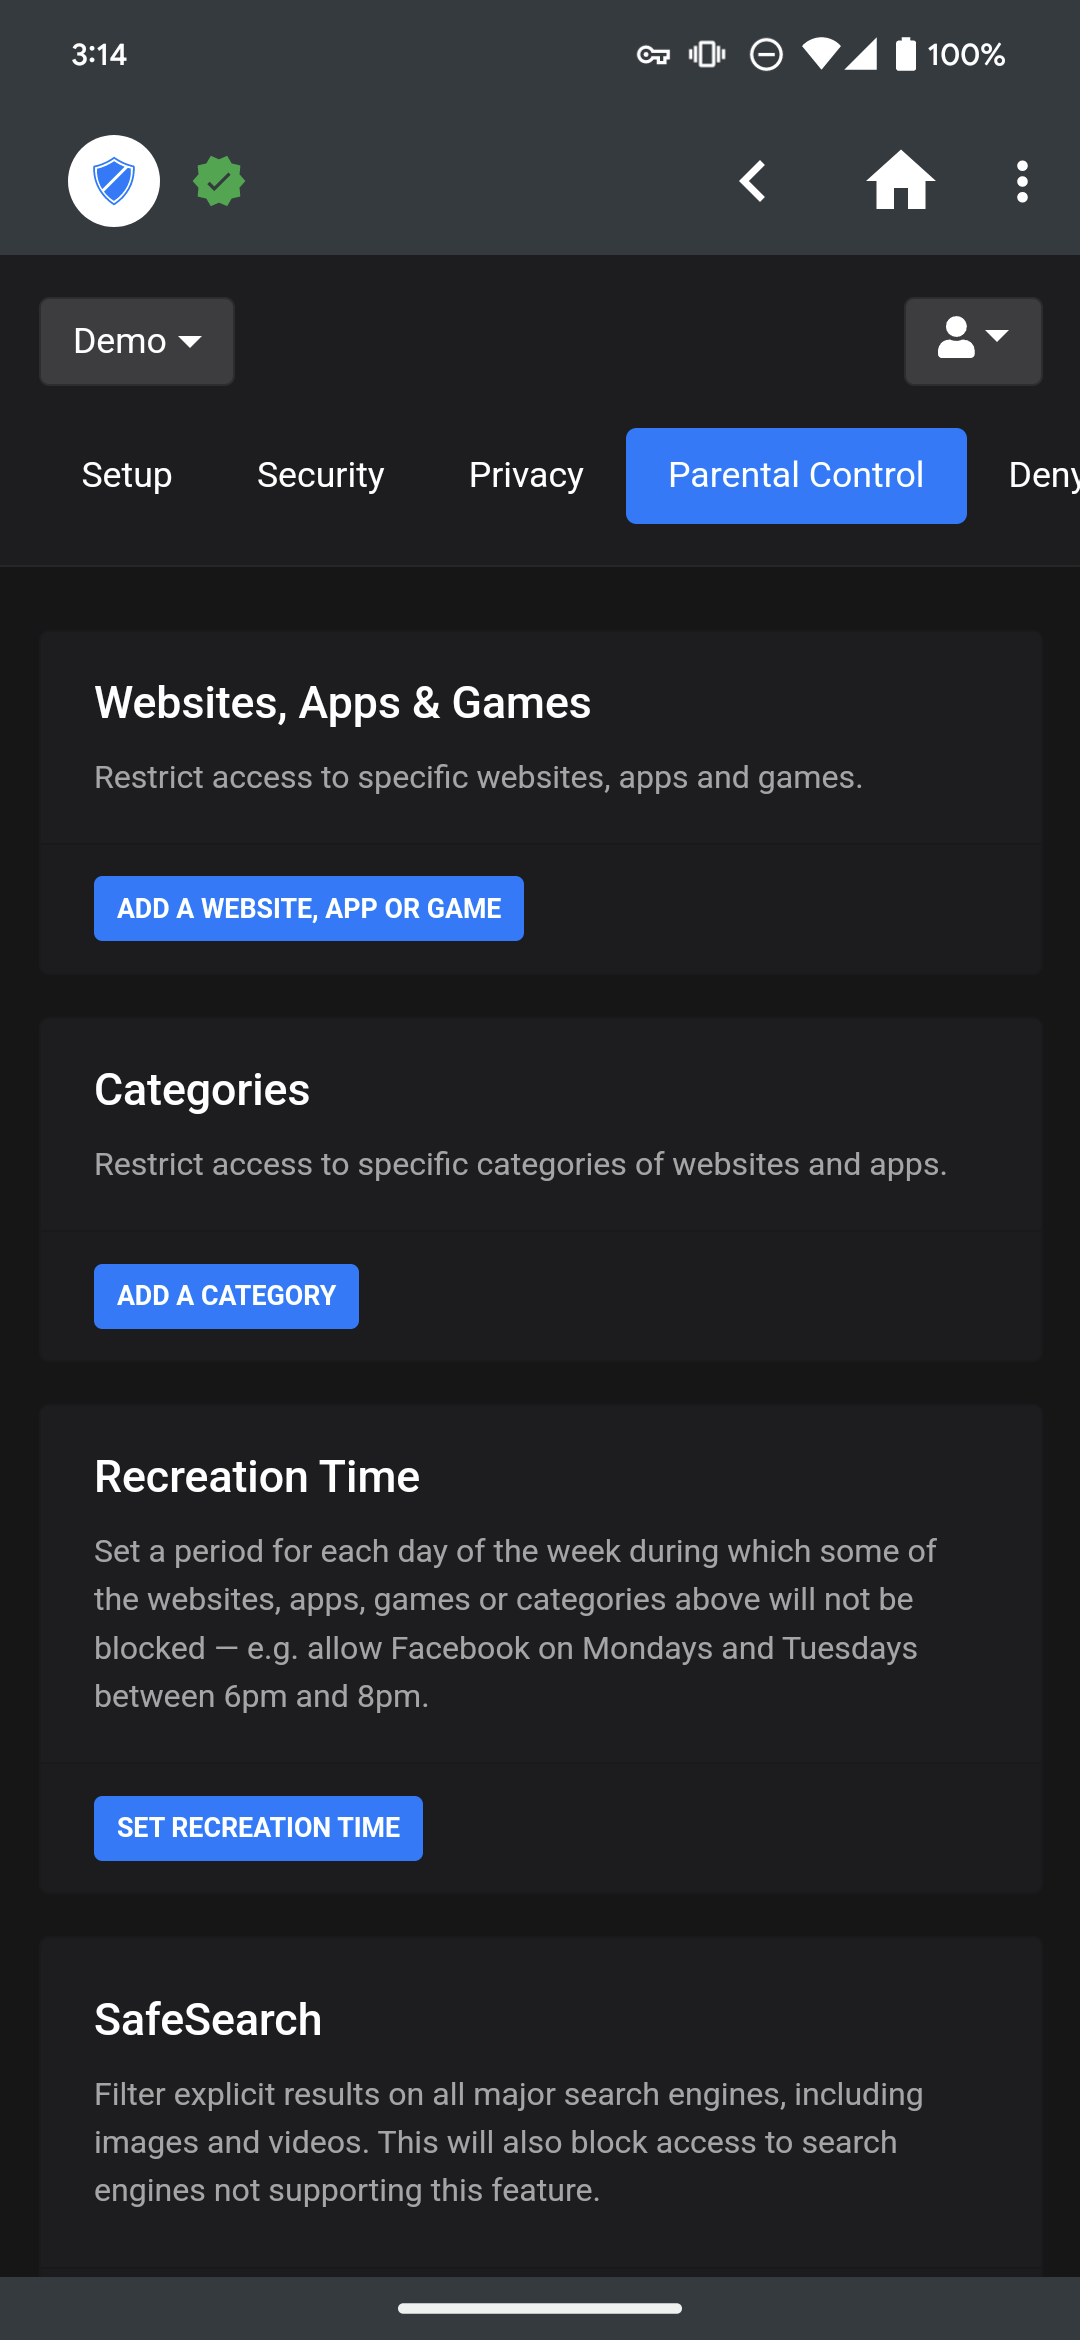 3:14
100%
Demo
Setup Security Privacy Parental Control Deny
Websites, Apps & Games
Restrict access to specific websites, apps and games.
ADD A WEBSITE, APP OR GAME
Categories
Restrict access to specific categories of websites and apps.
ADD A CATEGORY
Recreation Time
Set a period for each day of the week during which some of
the websites, apps, games or categories above will not be
blocked — e.g. allow Facebook on Mondays and Tuesdays
between 6pm and 8pm.
SET RECREATION TIME
SafeSearch
Filter explicit results on all major search engines, including
images and videos. This will also block access to search
engines not supporting this feature.